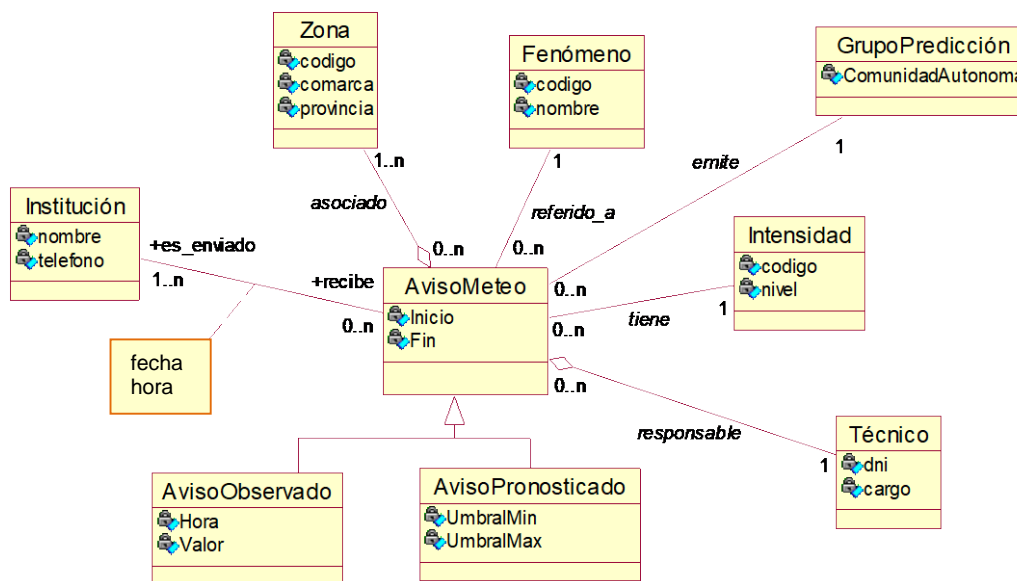 Zona
codigo
comarca
provincia
Fenómeno
codigo
nombre
GrupoPredicción
ComunidadAutonoma
1..n
1
1
emite
asociado
referido_a
Institución
nombre
telefono
+es_enviado
1..n
+recibe
0..n
0..n
0..n
AvisoMeteo
Inicio
Fin
0..n
0..n
tiene
1
Intensidad
codigo
nivel
0..n
fecha
hora
responsable
1
Técnico
dni
cargo
AvisoObservado
Hora
Valor
AvisoPronosticado
UmbralMin
UmbralMax